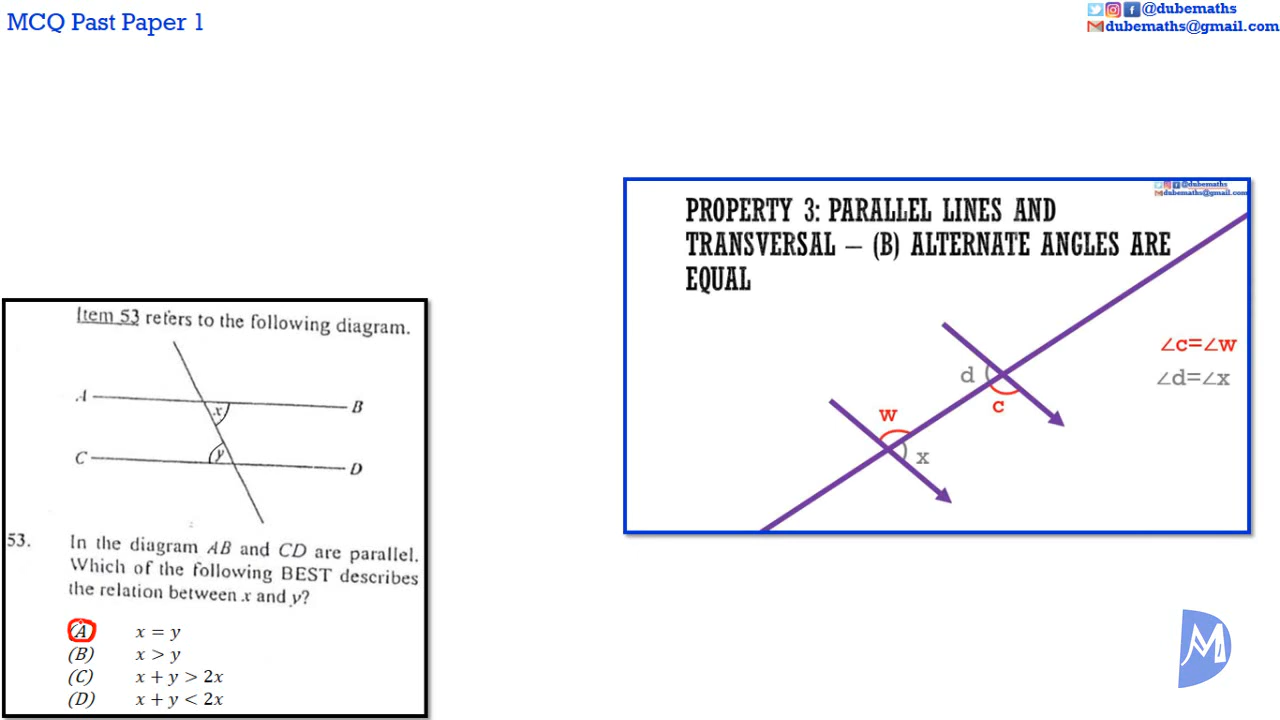 MCQ Past Paper 1
@dubemaths
dubemaths@gmail.com
@dubemaths
dubemaths@gmail.com
PROPERTY 3: PARALLEL LINES AND
TRANSVERSAL – (B) ALTERNATE ANGLES ARE
EQUAL
∠c=∠w
∠d=∠x
d
c
w
x
Item 53 refers to the following diagram.
A
B
x
y
C
D
53. In the diagram AB and CD are parallel.
Which of the following BEST describes
the relation between x and y?
(A) x = y
(B) x > y
(C) x + y > 2x
(D) x + y < 2x
M